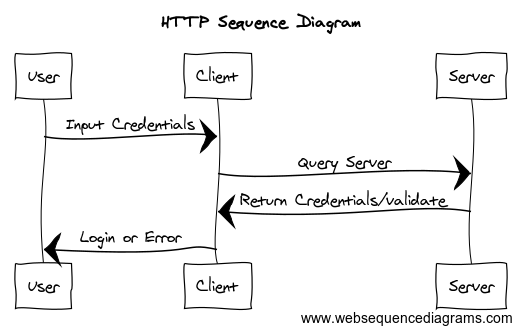 HTTP Sequence Diagram
User
Client
Server
Input Credentials
Query Server
Return Credentials/validate
Login or Error
User
Client
Server
www.websequencediagrams.com